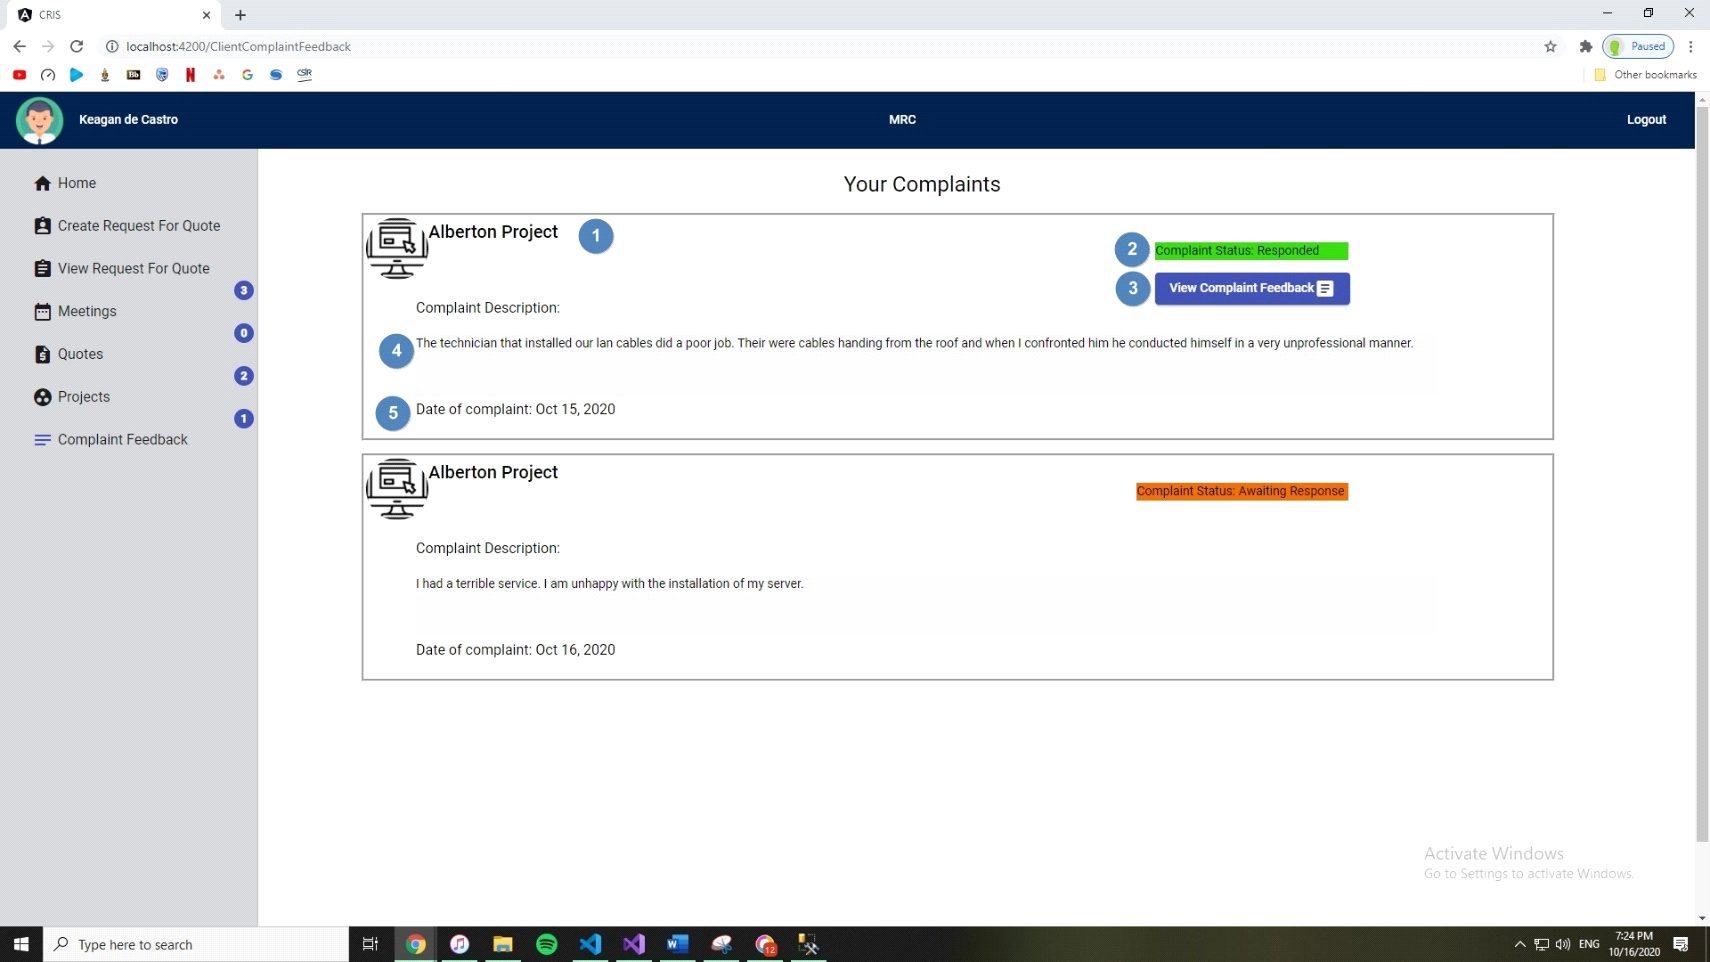 CRIS
localhost:4200/ClientComplaintFeedback
Paused
Bb
CSIR
Other bookmarks
Keagan de Castro
MRC
Logout
Home
Create Request For Quote
View Request For Quote
3
Meetings
0
Quotes
2
Projects
1
Complaint Feedback
Your Complaints
Alberton Project
1
2
Complaint Status: Responded
3
View Complaint Feedback
Complaint Description:
4
The technician that installed our lan cables did a poor job. Their were cables handing from the roof and when I confronted him he conducted himself in a very unprofessional manner.
5
Date of complaint: Oct 15, 2020
Alberton Project
Complaint Status: Awaiting Response
Complaint Description:
I had a terrible service. I am unhappy with the installation of my server.
Date of complaint: Oct 16, 2020
Activate Windows
Go to Settings to activate Windows.
Type here to search
12
ENG
7:24 PM
10/16/2020